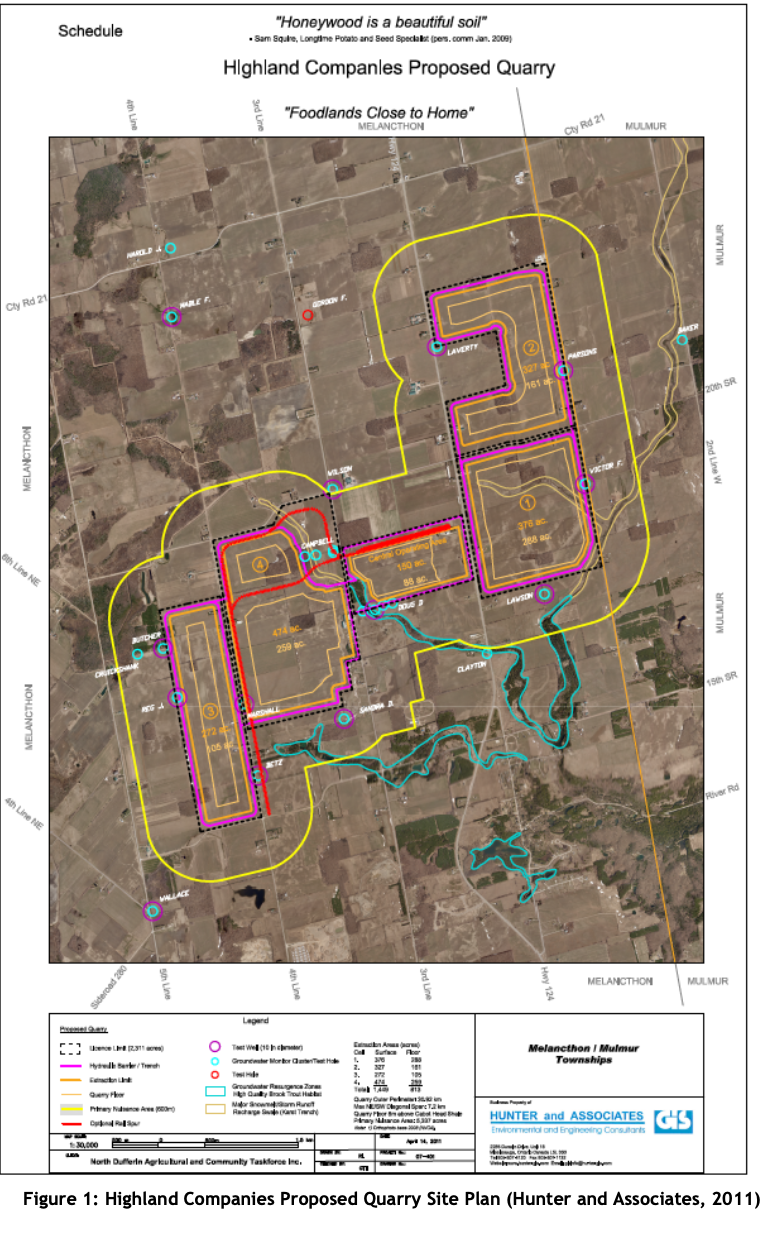 Schedule
"Honeywood is a beautiful soil"
• Sam Squire, Longtime Potato and Seed Specialist (pers. comm Jan. 2009)
Highland Companies Proposed Quarry
"Foodlands Close to Home"
4th Line
3rd Line
MELANCTHON
Hwy 124
Cty Rd 21
MULMUR
HAROLD J.
MABLE F.
GORDON F.
Cty Rd 21
MULMUR
BAKER
LAVERTY
2
327 ac.
161 ac.
PARSONS
20th SR
MELANCTHON
WILSON
VICTOR F.
2nd Line W
1
376 ac.
268 ac.
CAMPBELL
Central Operating Area
150 ac.
88 ac.
4
6th Line NE
DOUG D
LAWSON
MULMUR
474 ac.
259 ac.
BUTCHER
CRUICKSHANK
CLAYTON
15th SR
REG J.
3
272 ac.
105 ac.
MARSHALL
SANDRA D.
MELANCTHON
BETZ
River Rd
4th Line NE
WALLACE
Sideroad 280
5th Line
4th Line
3rd Line
Hwy 124
MELANCTHON
MULMUR
Legend
Proposed Quarry
Licence Limit (2,311 acres)
Hydraulic Barrier / Trench
Extraction Limit
Quarry Floor
Primary Nuisance Area (600m)
Optional Rail Spur
Test Well (10 in diameter)
Groundwater Monitor Cluster/Test Hole
Test Hole
Groundwater Resurgence Zones
High Quality Brook Trout Habitat
Major Snowmelt/Storm Runoff
Recharge Swale (Karst Trench)
Extraction Areas (acres)
Cell Surface Floor
1. 376 268
2. 327 161
3. 272 105
4. 474 259
Total: 1,449
Quarry Outer Perimeter:
Max NE/SW Diagonal Span: 7.2 km
Quarry Floor 5m above Cabot Head Shale
Primary Nuisance Area:
Melancthon / Mulmur
Townships
Business Property of
HUNTER and ASSOCIATES
Environmental and Engineering Consultants
GIS
1: 30,000
April 14, 2011
North Dufferin Agricultural and Community Taskforce Inc.
Figure 1: Highland Companies Proposed Quarry Site Plan (Hunter and Associates, 2011)